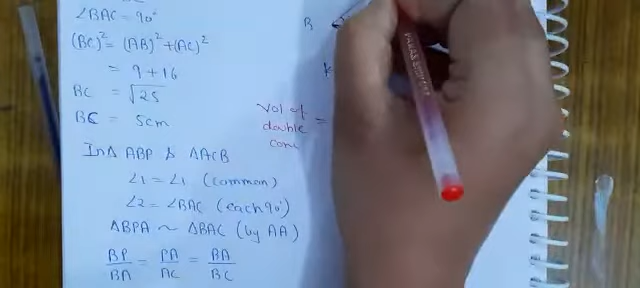 ∠BAC = 90°
(BC)² = (AB)² + (AC)²
= 9 + 16
BC = √25
BC = 5cm
In Δ ABP & ΔACB
∠1 = ∠1 (common)
∠2 = ∠BAC (each 90°)
ΔBPA ~ ΔBAC (by AA)
BP/BA = PA/AC = BA/BC
B
Vol of
double =
cone